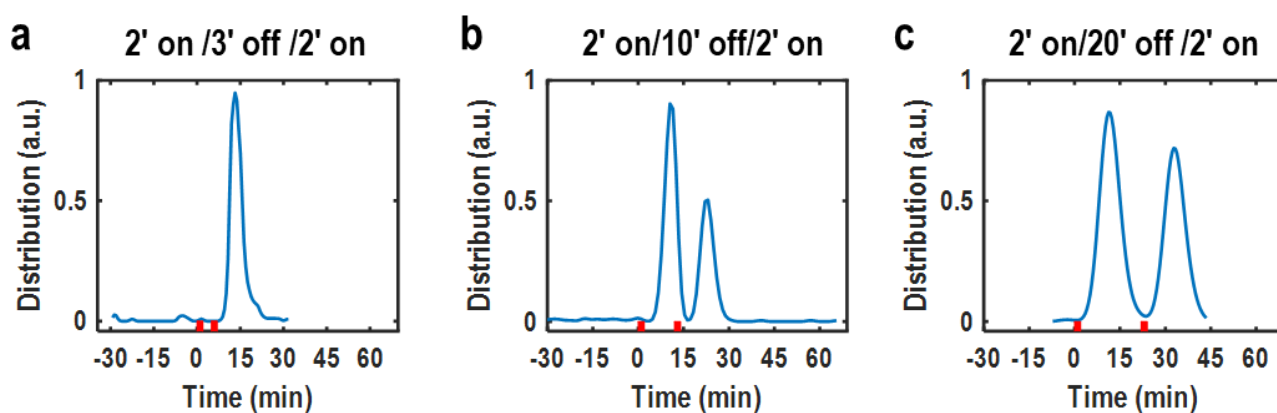 a
2' on /3' off /2' on
1
0.5
0
Distribution (a.u.)
-30 -15 0 15 30 45 60
Time (min)
b
2' on/10' off/2' on
1
0.5
0
Distribution (a.u.)
-30 -15 0 15 30 45 60
Time (min)
c
2' on/20' off /2' on
1
0.5
0
Distribution (a.u.)
-30 -15 0 15 30 45 60
Time (min)